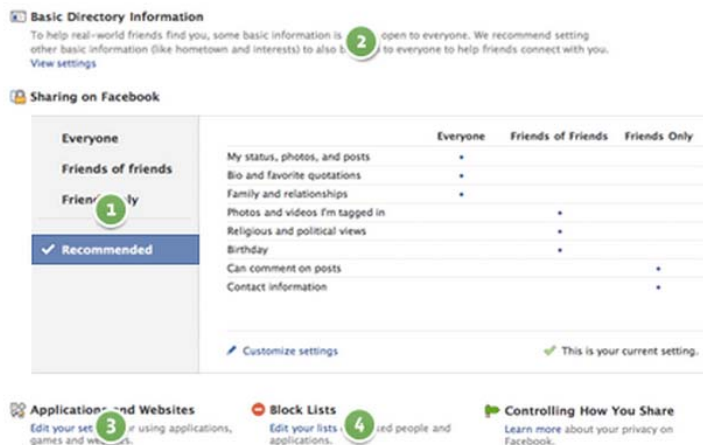 Basic Directory Information
To help real-world friends find you, some basic information is open to everyone. We recommend setting
other basic information (like hometown and interests) to also to everyone to help friends connect with you.
View settings
2
Sharing on Facebook
Everyone
Friends of friends
1
Recommended
Everyone Friends of Friends Friends Only
My status, photos, and posts
Bio and favorite quotations
Family and relationships
Photos and videos I'm tagged in
Religious and political views
Birthday
Can comment on posts
Contact information
Customize settings
This is your current setting.
Applications and Websites
Edit your using applications,
games and
3
Block Lists
Edit your lists people and
applications.
4
Controlling How You Share
Learn more about your privacy on
Facebook.